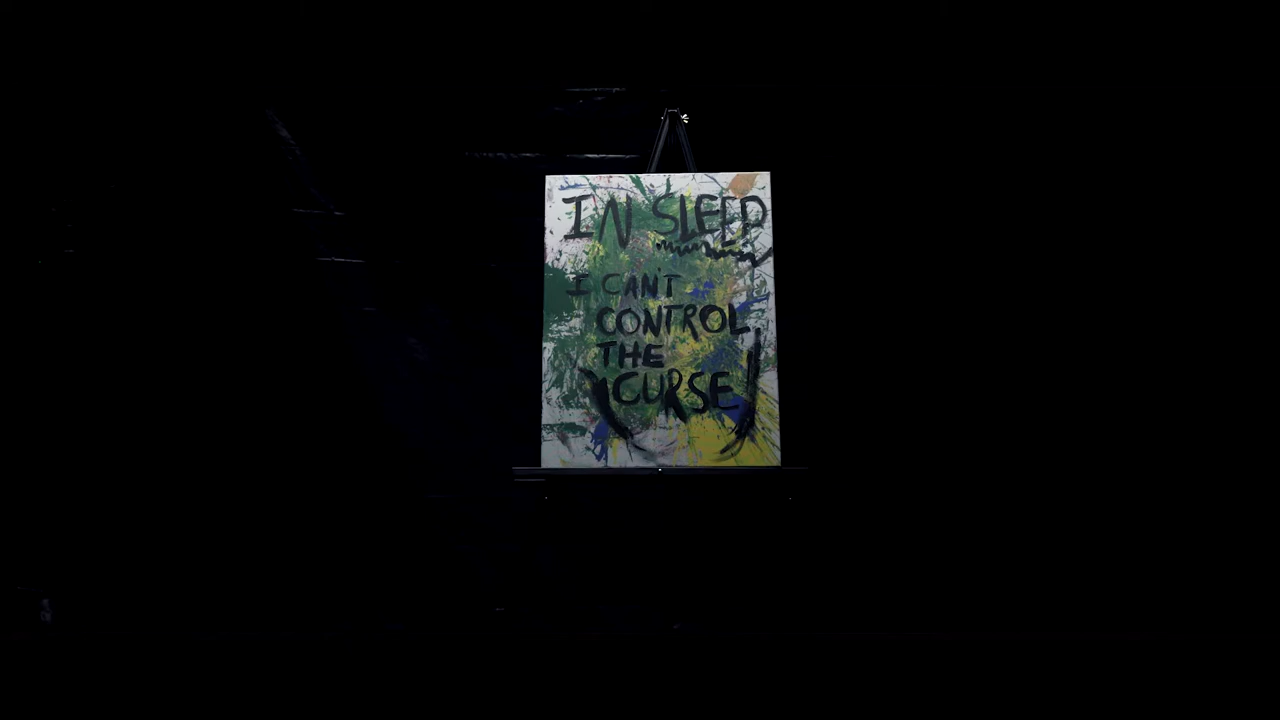 IN SLEEP
I CAN'T
CONTROL
THE
CURSE